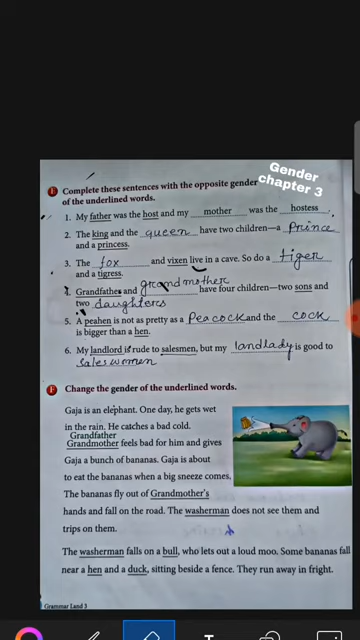 Gender
chapter 3
E Complete these sentences with the opposite gender
of the underlined words.
1. My father was the host and my mother was the hostess.
2. The king and the queen have two children–a Prince
and a princess.
3. The fox and vixen live in a cave. So do a tiger
and a tigress.
4. Grandfather and grandmother have four children–two sons and
two daughters
5. A peahen is not as pretty as a Peacock and the cock
is bigger than a hen.
6. My landlord is rude to salesmen, but my landlady is good to
saleswomen
F Change the gender of the underlined words.
Gaja is an elephant. One day, he gets wet
in the rain. He catches a bad cold.
Grandfather
Grandmother feels bad for him and gives
Gaja a bunch of bananas. Gaja is about
to eat the bananas when a big sneeze comes.
The bananas fly out of Grandmother's
hands and fall on the road. The washerman does not see them and
trips on them.
The washerman falls on a bull, who lets out a loud moo. Some bananas fall
near a hen and a duck, sitting beside a fence. They run away in fright.
Grammar Land 3
T